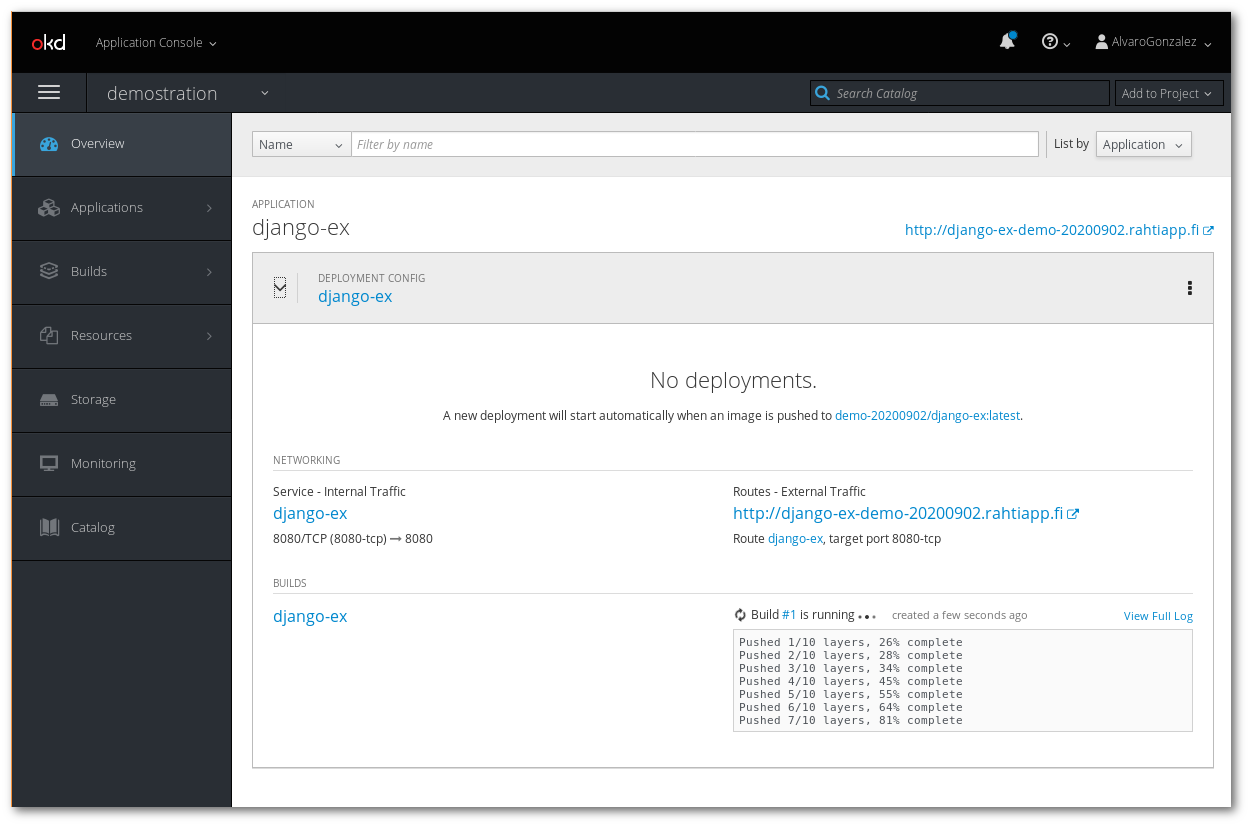 okd Application Console AlvaroGonzalez
demostration Search Catalog Add to Project
Overview
Applications
Builds
Resources
Storage
Monitoring
Catalog
Name Filter by name List by Application
APPLICATION
django-ex http://django-ex-demo-20200902.rahtiapp.fi
DEPLOYMENT CONFIG
django-ex
No deployments.
A new deployment will start automatically when an image is pushed to demo-20200902/django-ex:latest.
NETWORKING
Service - Internal Traffic
django-ex
8080/TCP (8080-tcp) → 8080
Routes - External Traffic
http://django-ex-demo-20200902.rahtiapp.fi
Route django-ex, target port 8080-tcp
BUILDS
django-ex
Build #1 is running created a few seconds ago View Full Log
Pushed 1/10 layers, 26% complete
Pushed 2/10 layers, 28% complete
Pushed 3/10 layers, 34% complete
Pushed 4/10 layers, 45% complete
Pushed 5/10 layers, 55% complete
Pushed 6/10 layers, 64% complete
Pushed 7/10 layers, 81% complete